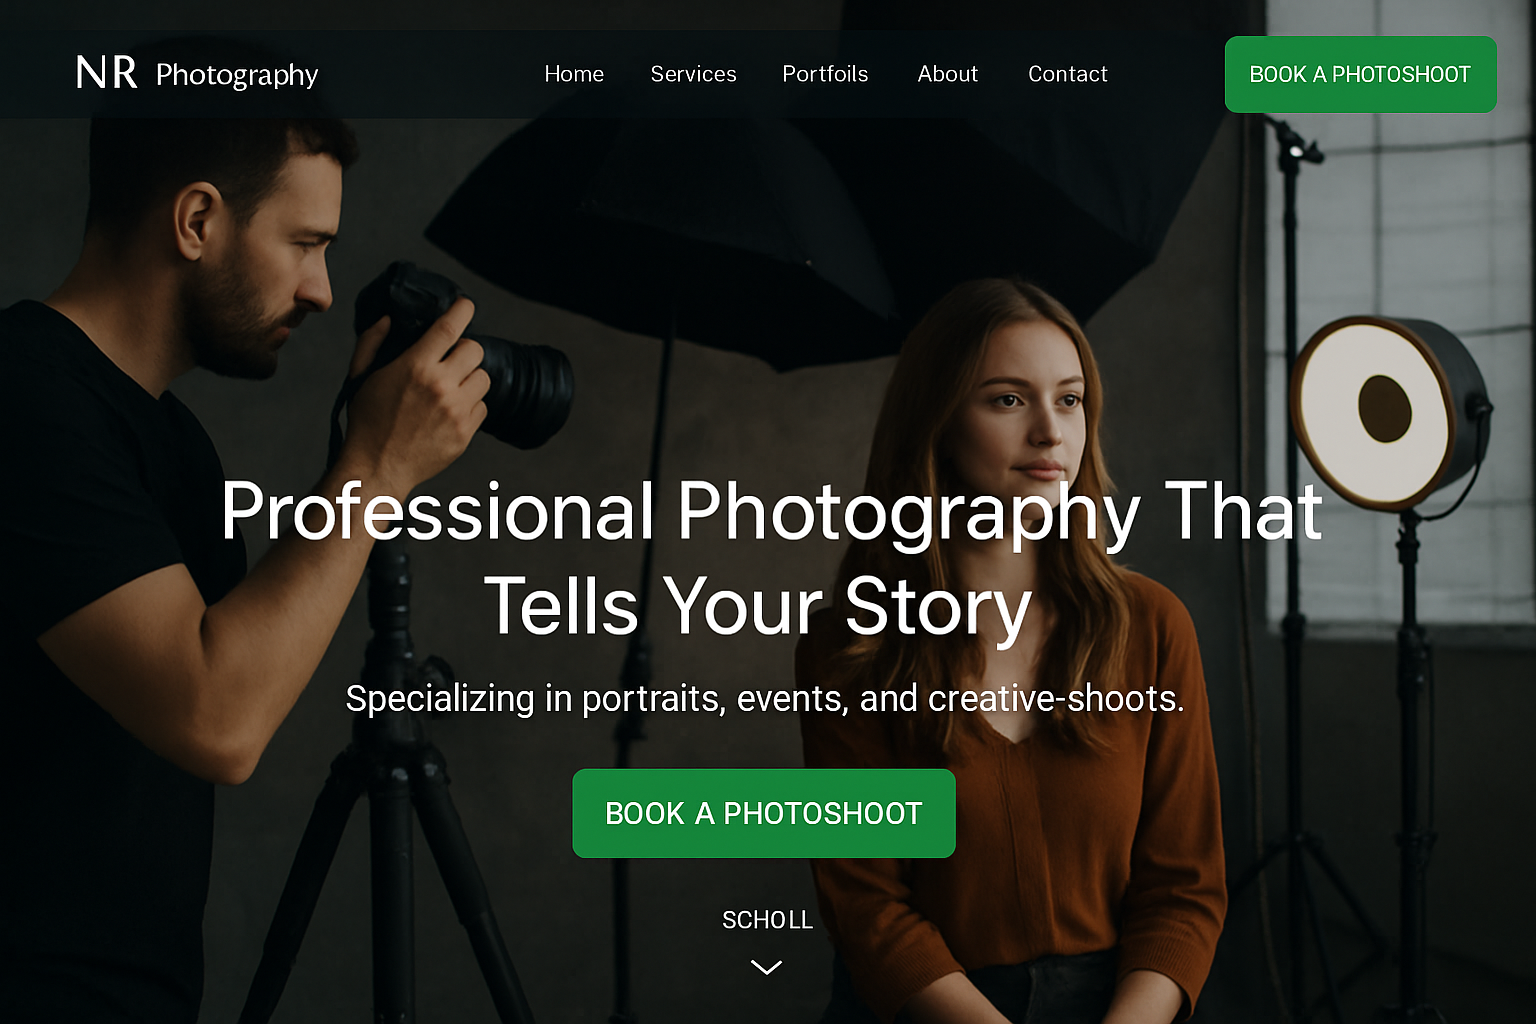 NR Photography
Home Services Portfoils About Contact
BOOK A PHOTOSHOOT
Professional Photography That
Tells Your Story
Specializing in portraits, events, and creative-shoots.
BOOK A PHOTOSHOOT
SCHOLL